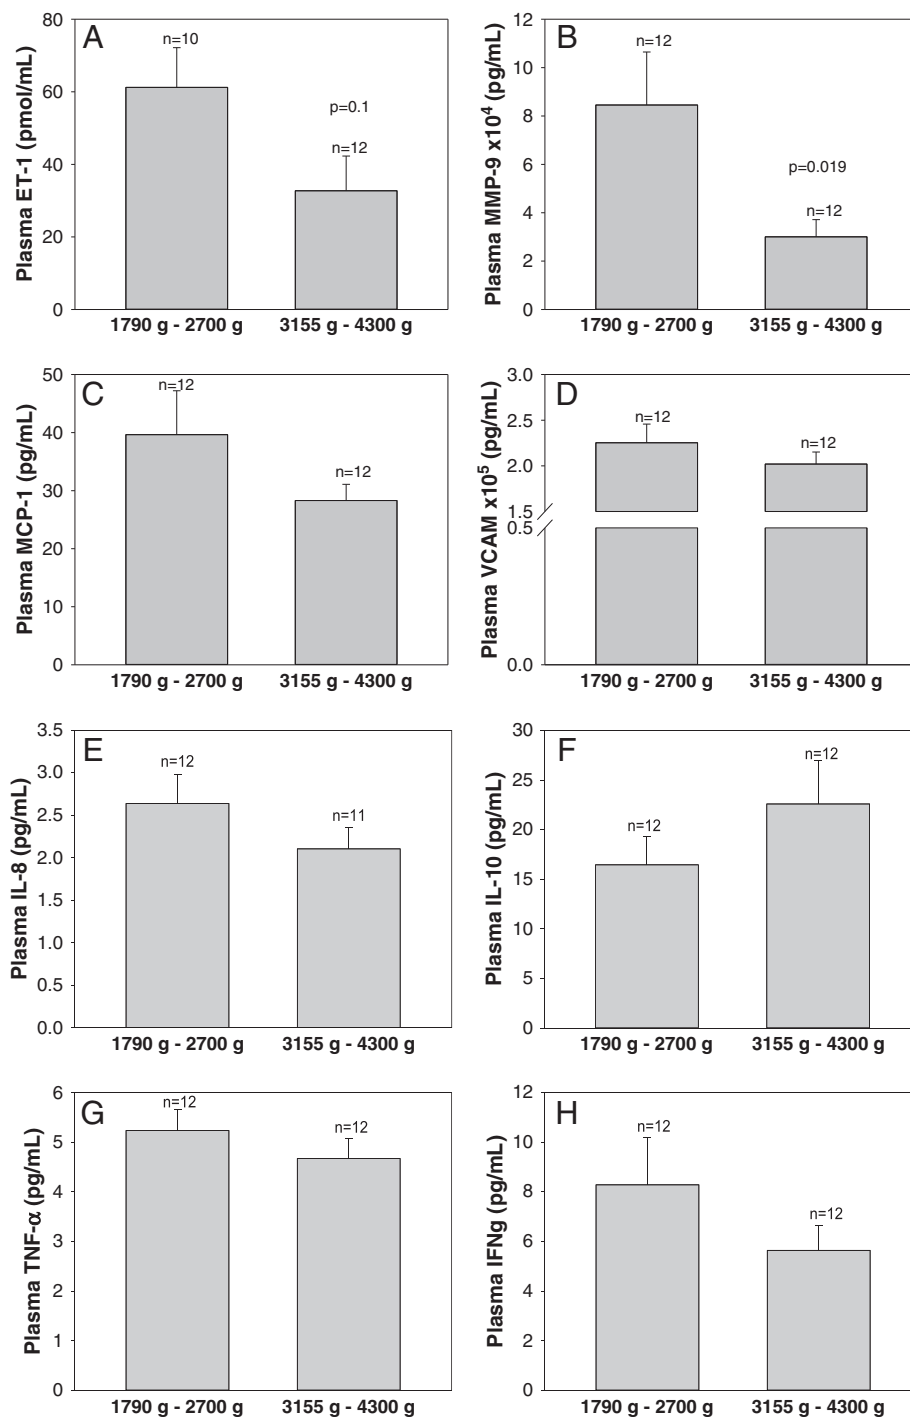 A
Plasma ET-1 (pmol/mL)
80
60
40
20
0
n=10
p=0.1
n=12
1790 g - 2700 g
3155 g - 4300 g
B
Plasma MMP-9 x10⁴ (pg/mL)
12
10
8
6
4
2
0
n=12
p=0.019
n=12
1790 g - 2700 g
3155 g - 4300 g
C
Plasma MCP-1 (pg/mL)
50
40
30
20
10
0
n=12
n=12
1790 g - 2700 g
3155 g - 4300 g
D
Plasma VCAM x10⁵ (pg/mL)
3.0
2.5
2.0
1.5
0.5
0.0
n=12
n=12
1790 g - 2700 g
3155 g - 4300 g
E
Plasma IL-8 (pg/mL)
3.5
3.0
2.5
2.0
1.5
1.0
0.5
0.0
n=12
n=11
1790 g - 2700 g
3155 g - 4300 g
F
Plasma IL-10 (pg/mL)
30
25
20
15
10
5
0
n=12
n=12
1790 g - 2700 g
3155 g - 4300 g
G
Plasma TNF-α (pg/mL)
6
5
4
3
2
1
0
n=12
n=12
1790 g - 2700 g
3155 g - 4300 g
H
Plasma IFNg (pg/mL)
12
10
8
6
4
2
0
n=12
n=12
1790 g - 2700 g
3155 g - 4300 g